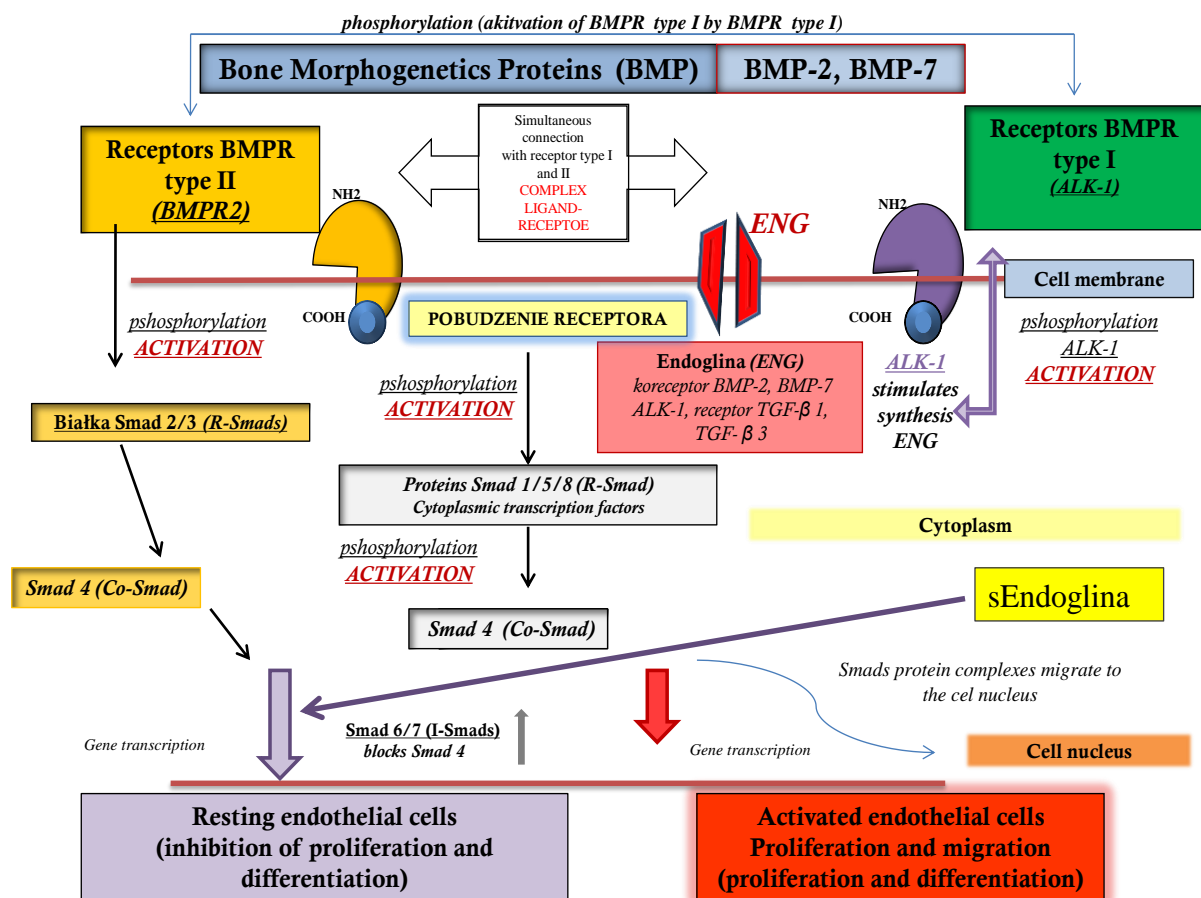 phosphorylation (akitvation of BMPR type I by BMPR type I)
Bone Morphogenetics Proteins (BMP)
BMP-2, BMP-7
Receptors BMPR
type II
(BMPR2)
Simultaneous
connection
with receptor type I
and II
COMPLEX
LIGAND-
RECEPTOE
Receptors BMPR
type I
(ALK-1)
NH2
ENG
NH2
Cell membrane
COOH
POBUDZENIE RECEPTORA
COOH
pshosphorylation
ACTIVATION
pshosphorylation
ACTIVATION
Endoglina (ENG)
koreceptor BMP-2, BMP-7
ALK-1, receptor TGF-β 1,
TGF- β 3
ALK-1
stimulates
synthesis
ENG
pshosphorylation
ALK-1
ACTIVATION
Białka Smad 2/3 (R-Smads)
Proteins Smad 1/5/8 (R-Smad)
Cytoplasmic transcription factors
Cytoplasm
pshosphorylation
ACTIVATION
Smad 4 (Co-Smad)
sEndoglina
Smad 4 (Co-Smad)
Smads protein complexes migrate to
the cel nucleus
Gene transcription
Smad 6/7 (I-Smads)
blocks Smad 4
Gene transcription
Cell nucleus
Resting endothelial cells
(inhibition of proliferation and
differentiation)
Activated endothelial cells
Proliferation and migration
(proliferation and differentiation)